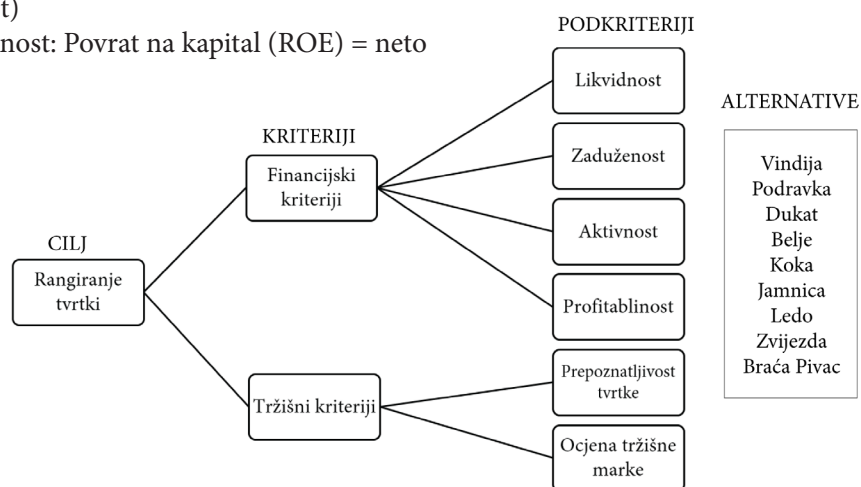 t)
nost: Povrat na kapital (ROE) = neto
PODKRITERIJI
Likvidnost
ALTERNATIVE
KRITERIJI
Zaduženost
Financijski
kriteriji
Vindija
Podravka
Dukat
Belje
Koka
Jamnica
Ledo
Zvijezda
Braća Pivac
Aktivnost
CILJ
Rangiranje
tvrtki
Profitablinost
Prepoznatljivost
tvrtke
Tržišni kriteriji
Ocjena tržišne
marke